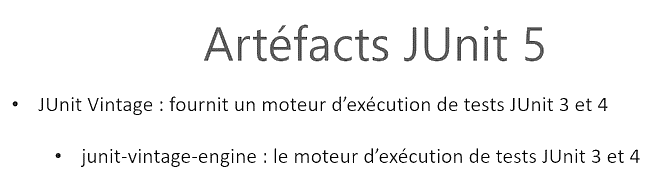 Artéfacts JUnit 5
• JUnit Vintage : fournit un moteur d’exécution de tests JUnit 3 et 4
• junit-vintage-engine : le moteur d’exécution de tests JUnit 3 et 4